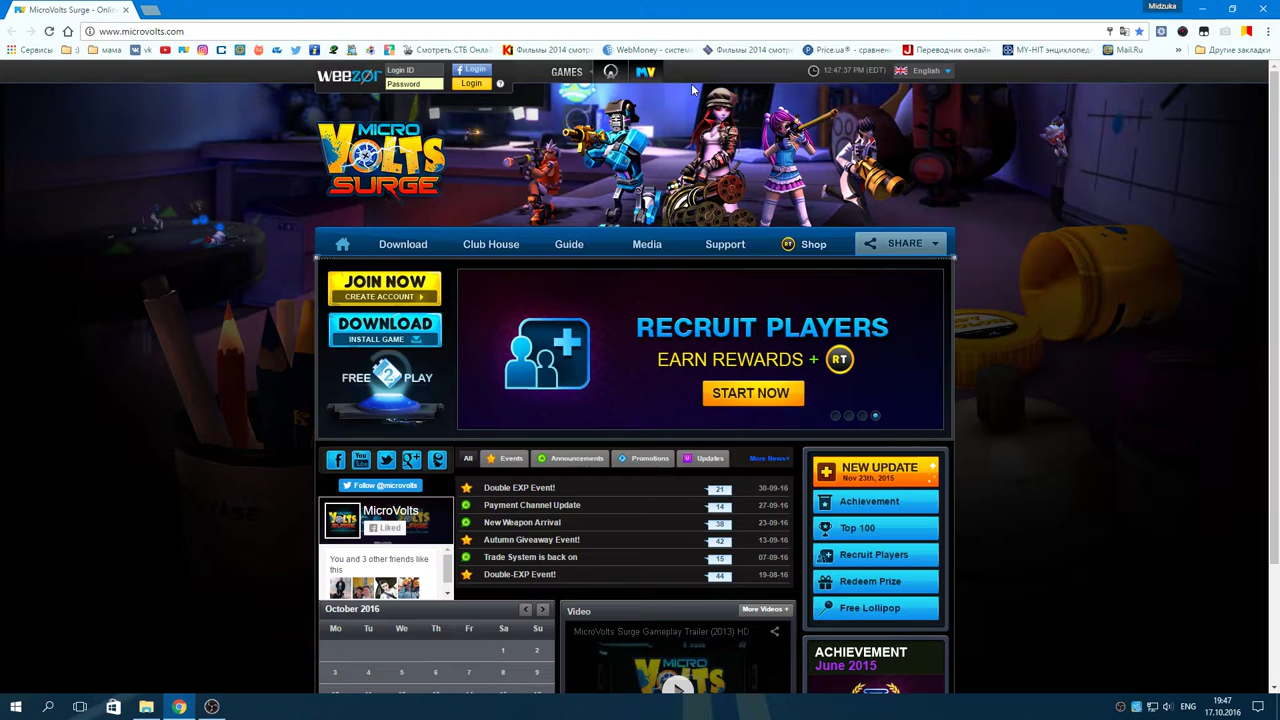 MicroVolts Surge - Onlin
Midzuka
www.microvolts.com
Сервисы
:)
мама
vk
Смотреть СТБ Онла
Фильмы 2014 смотр
WebMoney - систем
Фильмы 2014 смотр
Price.ua® - сравнен
Переводчик онлай
MY-HIT энциклопед
Mail.Ru
»
Другие закладки
weezor
Login ID
Login
Password
Login
GAMES
MV
12:47:37 PM (EDT)
English
MICRO
VOLTS
SURGE
Download
Club House
Guide
Media
Support
RT
Shop
SHARE
JOIN NOW
CREATE ACCOUNT
DOWNLOAD
INSTALL GAME
FREE 2 PLAY
RECRUIT PLAYERS
EARN REWARDS + RT
START NOW
All
Events
Announcements
Promotions
Updates
More News+
Follow @microvolts
Double EXP Event!
21
30-09-16
Payment Channel Update
14
27-09-16
New Weapon Arrival
38
23-09-16
Autumn Giveaway Event!
42
13-09-16
Trade System is back on
15
07-09-16
Double-EXP Event!
44
19-08-16
MicroVolts
Liked
You and 3 other friends like
this
NEW UPDATE
Nov 23th, 2015
Achievement
Top 100
Recruit Players
Redeem Prize
Free Lollipop
October 2016
Mo Tu We Th Fr Sa Su
1 2
3 4 5 6 7 8 9
Video
More Videos +
MicroVolts Surge Gameplay Trailer (2013) HD
MICRO
VOLTS
ACHIEVEMENT
June 2015
ENG
19:47
17.10.2016